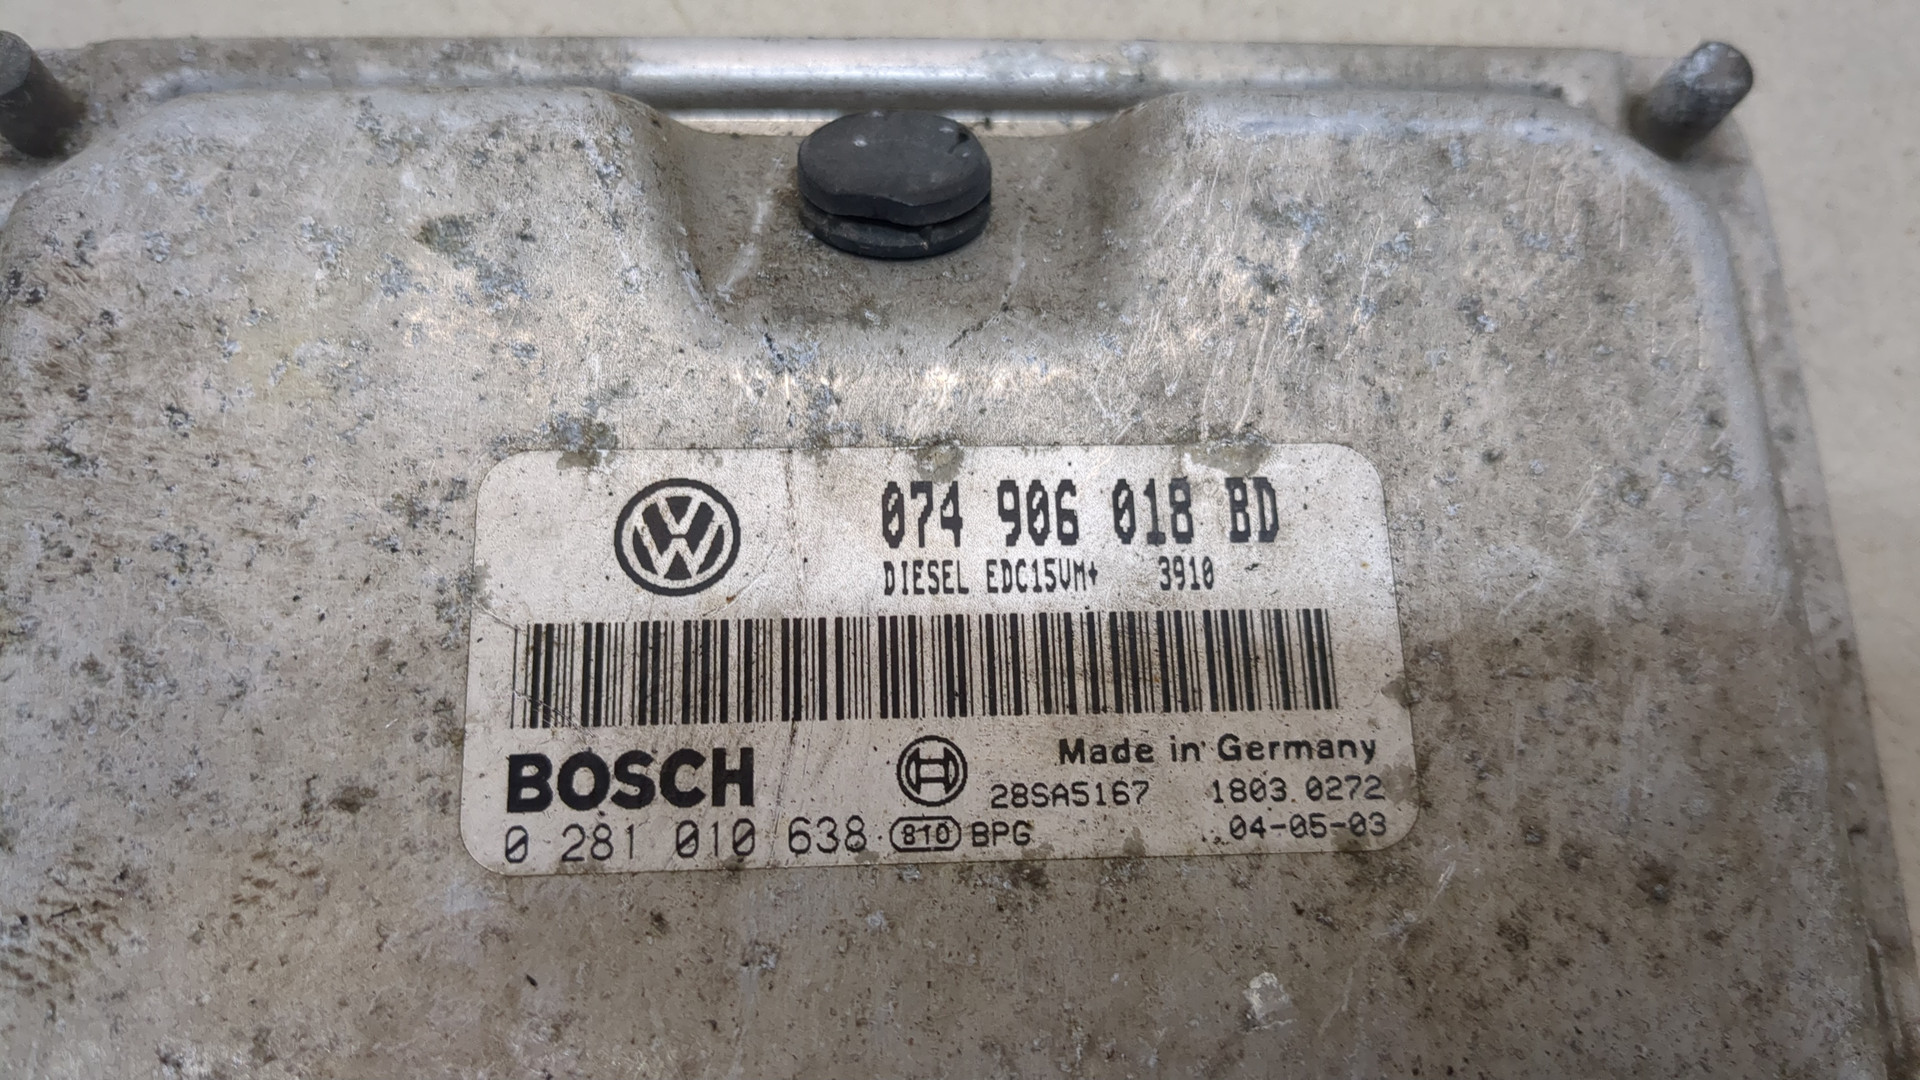 074 906 018 BD
DIESEL EDC15VM+ 3910
BOSCH
Made in Germany
28SA5167 1803 0272
0 281 010 638 810 BPG 04-05-03